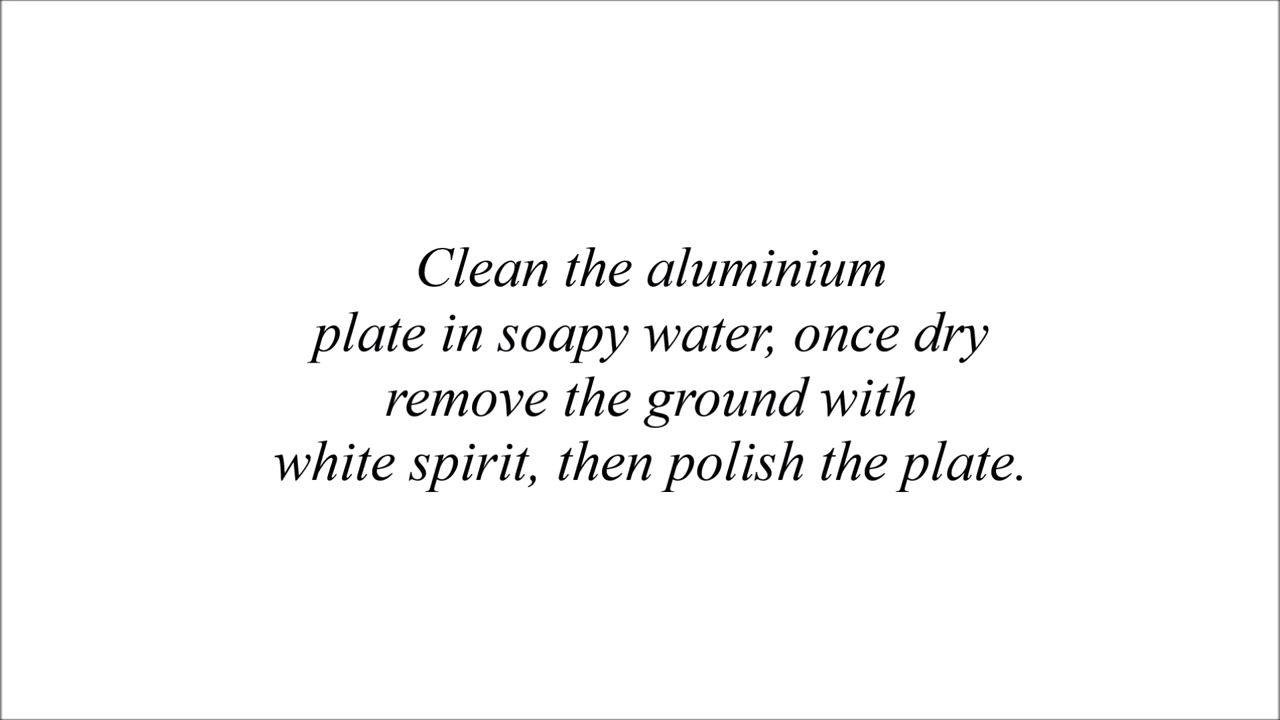 Clean the aluminium
plate in soapy water, once dry
remove the ground with
white spirit, then polish the plate.